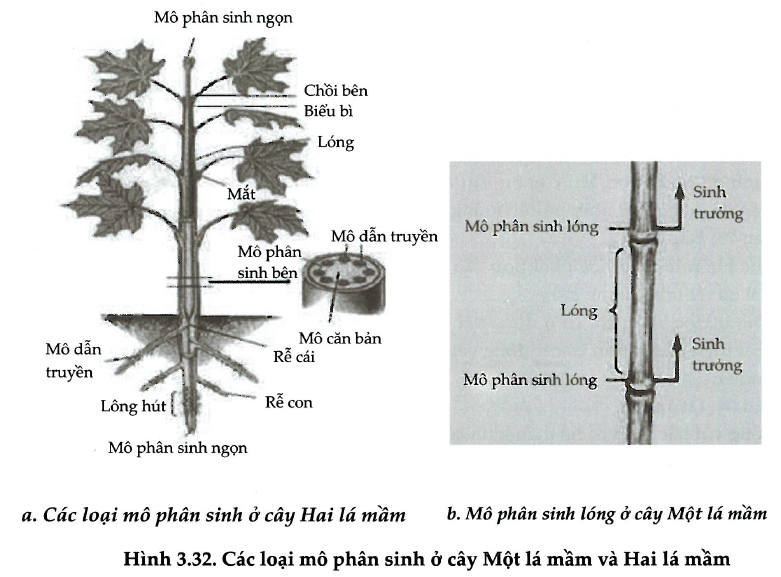 Mô phân sinh ngọn
Chồi bên
Biểu bì
Lóng
Mắt
Mô dẫn truyền
Mô phân
sinh bên
Mô căn bản
Mô dẫn
truyền
Rễ cái
Rễ con
Lông hút
Mô phân sinh ngọn
Sinh
trưởng
Mô phân sinh lóng
Lóng
Sinh
trưởng
Mô phân sinh lóng
a. Các loại mô phân sinh ở cây Hai lá mầm
b. Mô phân sinh lóng ở cây Một lá mầm
Hình 3.32. Các loại mô phân sinh ở cây Một lá mầm và Hai lá mầm